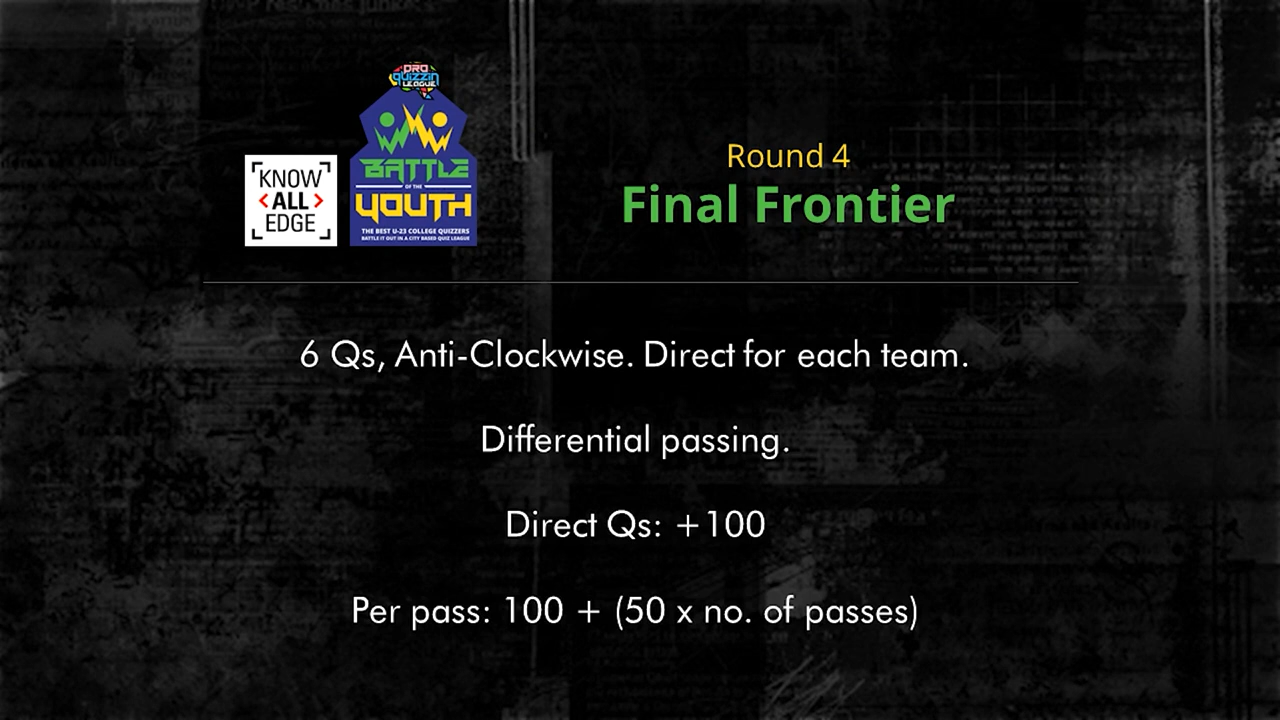 PRO
QUIZZIN
LEAGUE
KNOW
<ALL>
EDGE
BATTLE
OF THE
YOUTH
THE BEST U-23 COLLEGE QUIZZERS
BATTLE IT OUT IN A CITY BASED QUIZ LEAGUE
Round 4
Final Frontier
6 Qs, Anti-Clockwise. Direct for each team.
Differential passing.
Direct Qs: +100
Per pass: 100 + (50 x no. of passes)